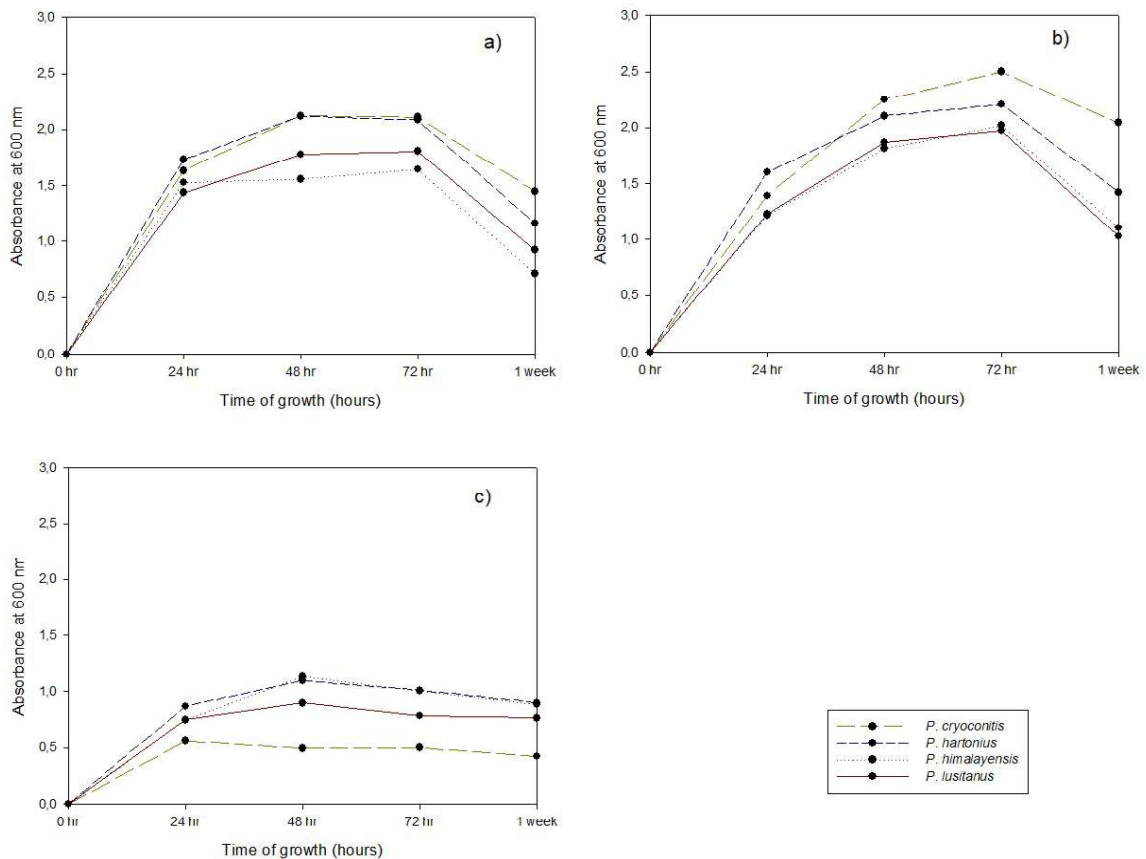 a)
3,0
2,5
2,0
1,5
1,0
0,5
0,0
Absorbance at 600 nm
0 hr 24 hr 48 hr 72 hr 1 week
Time of growth (hours)
b)
3,0
2,5
2,0
1,5
1,0
0,5
0,0
Absorbance at 600 nm
0 hr 24 hr 48 hr 72 hr 1 week
Time of growth (hours)
c)
3,0
2,5
2,0
1,5
1,0
0,5
0,0
Absorbance at 600 nm
0 hr 24 hr 48 hr 72 hr 1 week
Time of growth (hours)
P. cryoconitis
P. hartonius
P. himalayensis
P. lusitanus